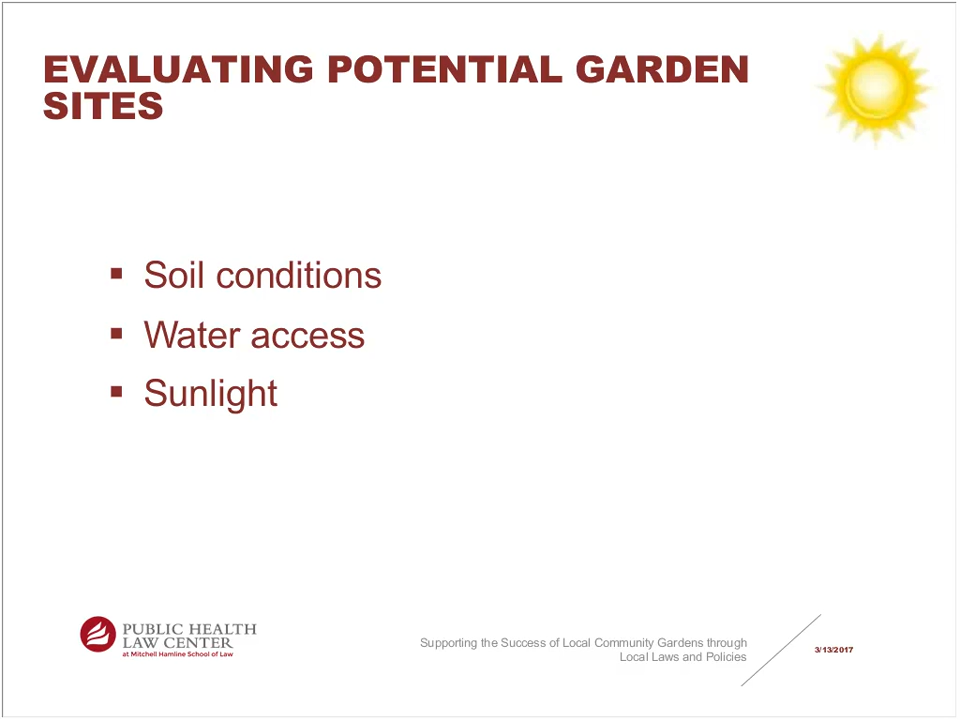 EVALUATING POTENTIAL GARDEN
SITES
▪ Soil conditions
▪ Water access
▪ Sunlight
PUBLIC HEALTH
LAW CENTER
at Mitchell Hamline School of Law
Supporting the Success of Local Community Gardens through
Local Laws and Policies
3/13/2017